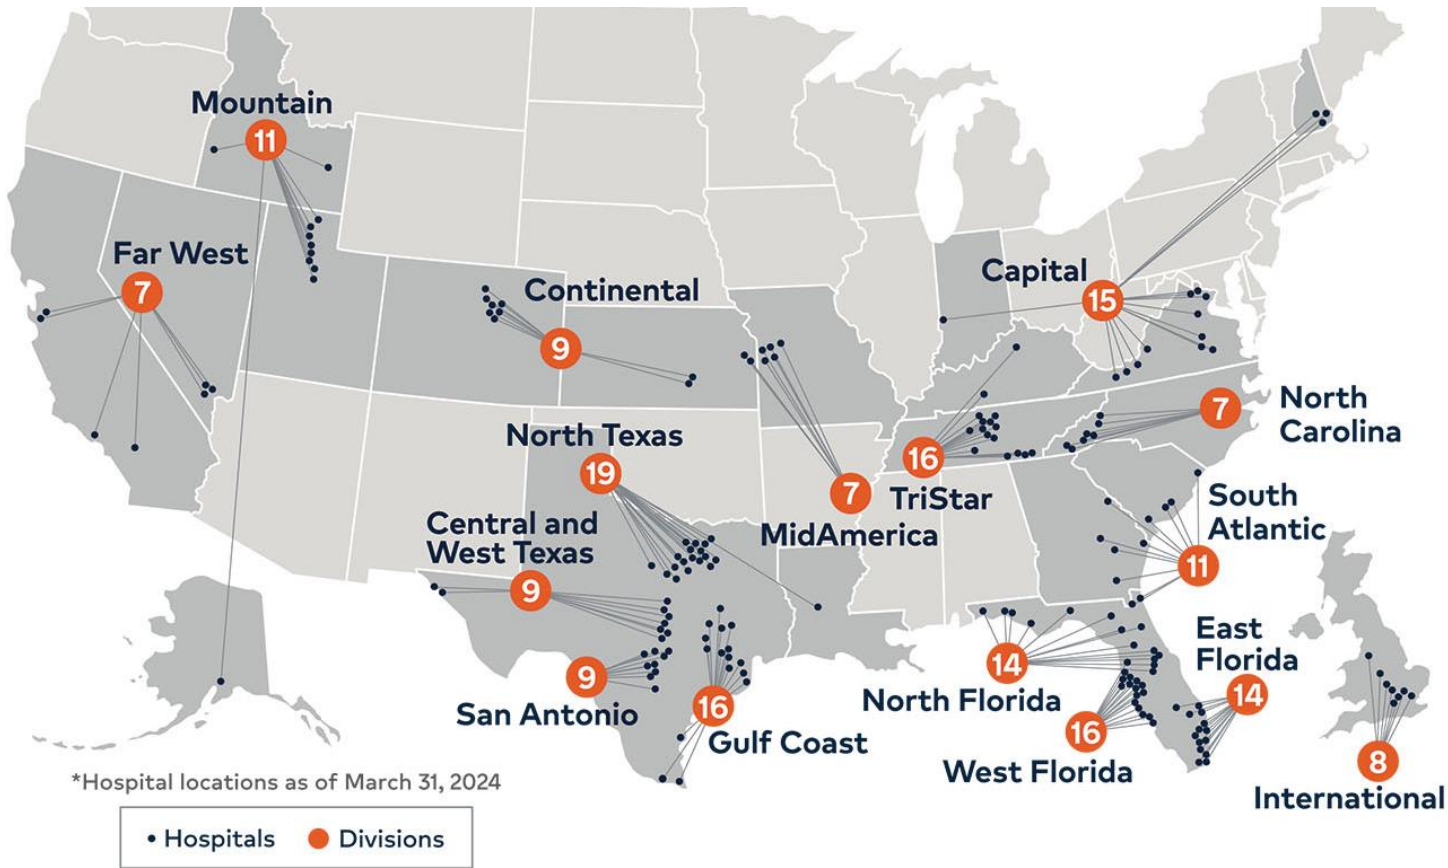 Mountain
11
Far West
7
Continental
9
Capital
15
North
Carolina
7
North Texas
19
TriStar
16
MidAmerica
7
Central and
West Texas
9
South
Atlantic
11
San Antonio
9
Gulf Coast
16
North Florida
14
East
Florida
14
West Florida
16
International
8
*Hospital locations as of March 31, 2024
• Hospitals
Divisions